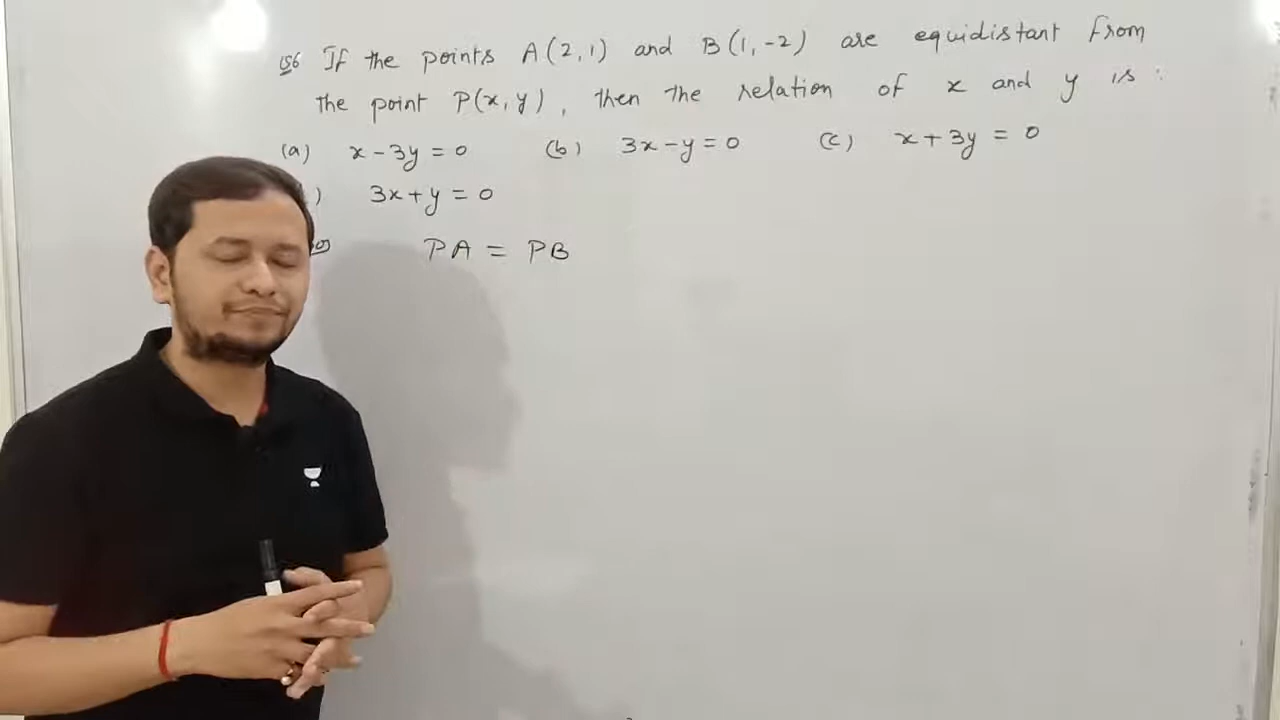 156 If the points A(2,1) and B(1,-2) are equidistant from
the point P(x,y), then the relation of x and y is :
(a) x-3y=0 (b) 3x-y=0 (c) x+3y=0
) 3x+y=0
PA = PB